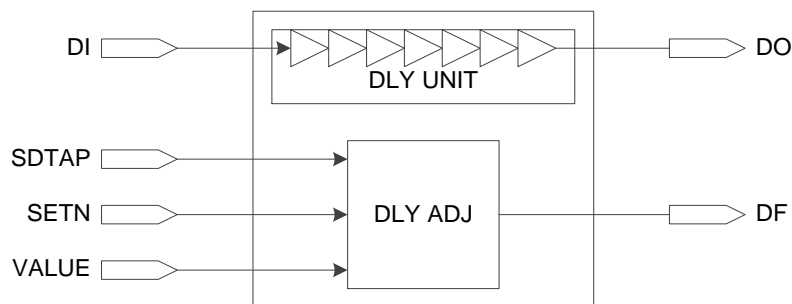 DI
DO
DLY UNIT
SDTAP
SETN
DLY ADJ
DF
VALUE